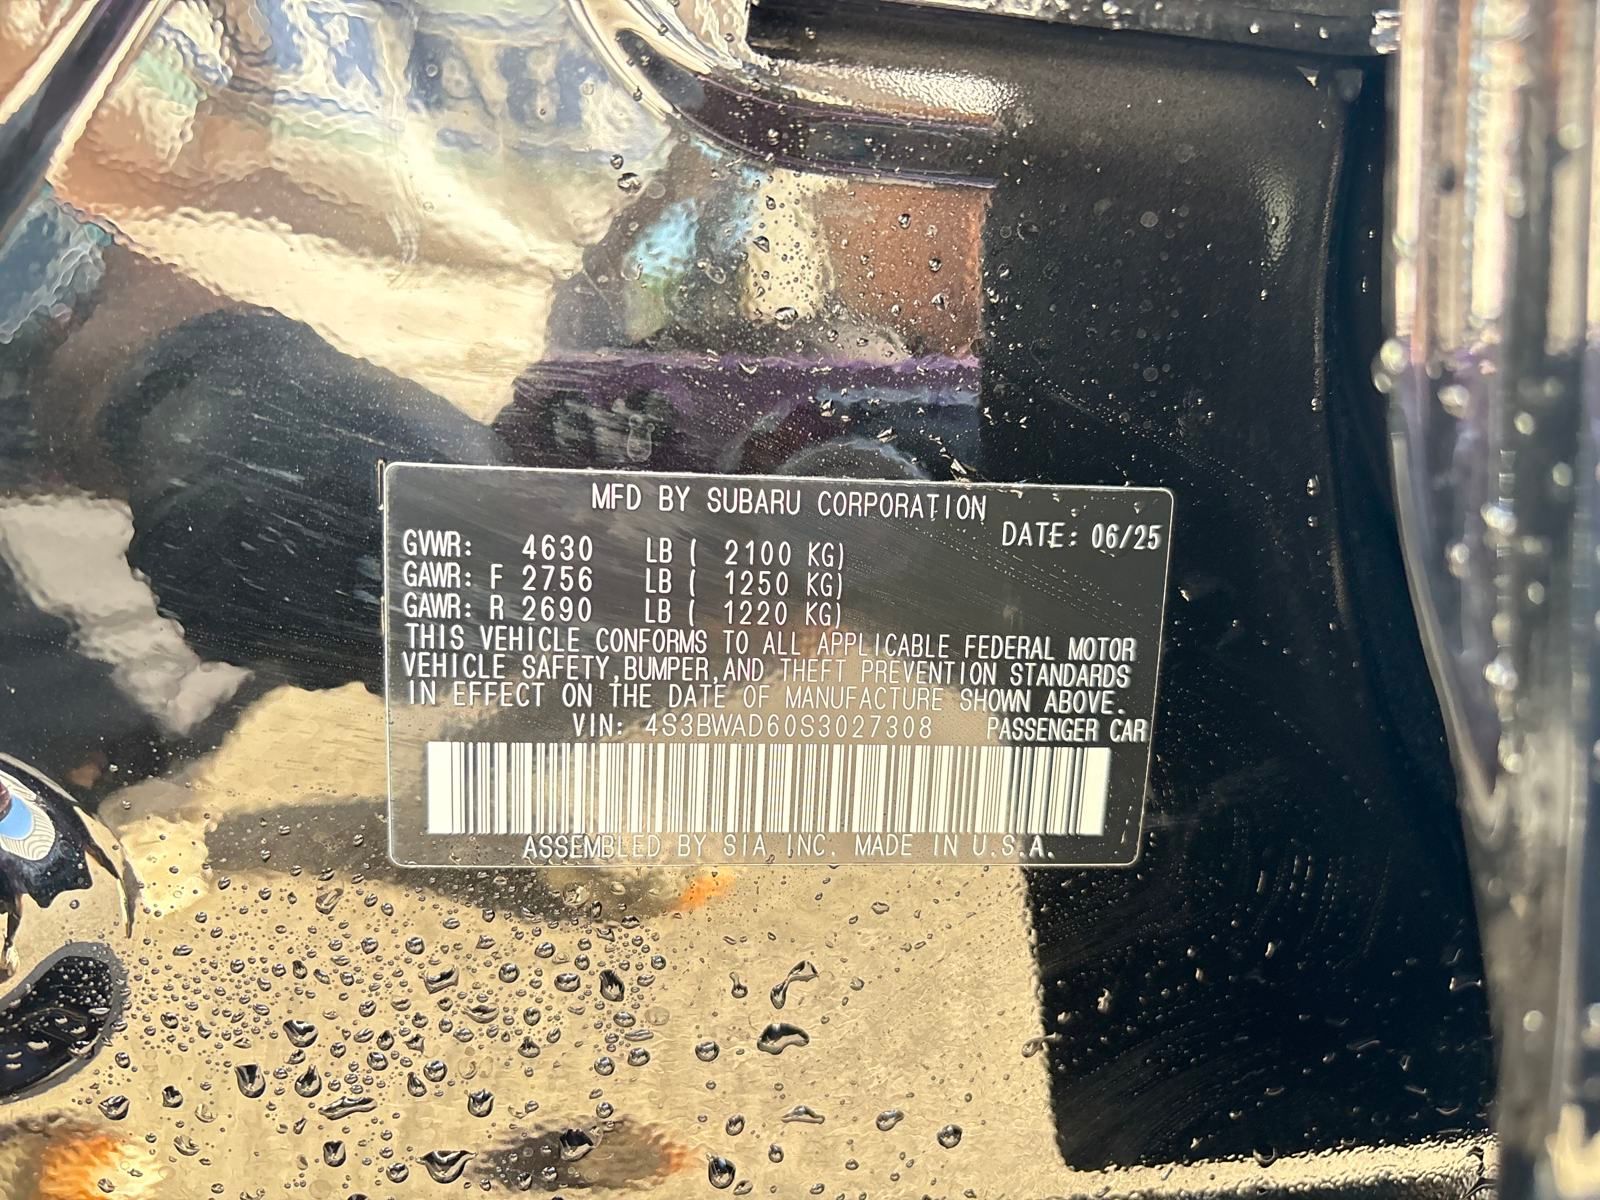 MFD BY SUBARU CORPORATION
DATE: 06/25
GVWR: 4630 LB ( 2100 KG)
GAWR: F 2756 LB ( 1250 KG)
GAWR: R 2690 LB ( 1220 KG)
THIS VEHICLE CONFORMS TO ALL APPLICABLE FEDERAL MOTOR
VEHICLE SAFETY,BUMPER,AND THEFT PREVENTION STANDARDS
IN EFFECT ON THE DATE OF MANUFACTURE SHOWN ABOVE.
VIN: 4S3BWAD60S3027308 PASSENGER CAR
ASSEMBLED BY SIA INC. MADE IN U.S.A.